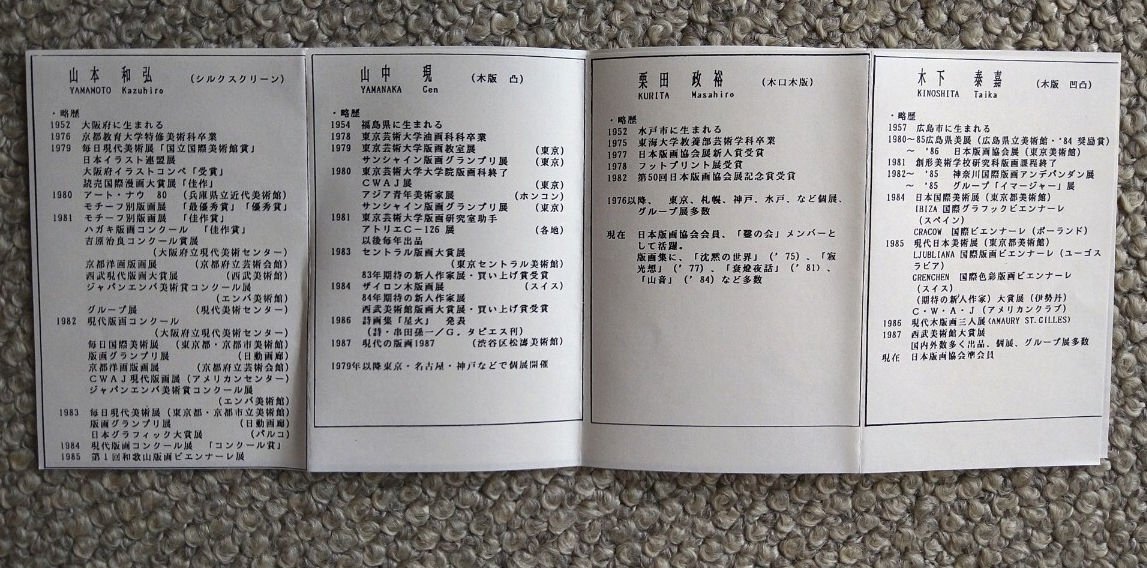 山本 和弘 (シルクスクリーン)
YAMAMOTO Kazuhiro
・略歴
1952 大阪府に生まれる
1976 京都教育大学特修美術科卒業
1979 毎日現代美術展「国立国際美術館賞」
日本イラスト連盟展
大阪府イラストコンペ「受賞」
読売国際漫画大賞展「佳作」
1980 アート・ナウ 80 (兵庫県立近代美術館)
モチーフ別版画展 「最優秀賞」「優秀賞」
1981 モチーフ別版画展 「佳作賞」
ハガキ版画コンクール 「佳作賞」
吉原治良コンクール賞展
(大阪府立現代美術センター)
京都洋画版画展 (京都府立芸術会館)
西武現代版画大賞展 (西武美術館)
ジャパンエンバ美術賞コンクール展
(エンバ美術館)
グループ展 (現代美術センター)
1982 現代版画コンクール
(大阪府立現代美術センター)
毎日国際美術展 (東京都・京都市美術館)
版画グランプリ展 (日動画廊)
京都洋画版画展 (京都府立芸術会館)
CWAJ現代版画展 (アメリカンセンター)
ジャパンエンバ美術賞コンクール展
(エンバ美術館)
1983 毎日現代美術展 (東京都・京都市立美術館)
版画グランプリ展 (日動画廊)
日本グラフィック大賞展 (パルコ)
1984 現代版画コンクール展 「コンクール賞」
1985 第1回和歌山版画ビエンナーレ展
山中 現 (木版 凸)
YAMANAKA Gen
・略歴
1954 福島県に生まれる
1978 東京芸術大学油画科科卒業
1979 東京芸術大学版画教室展 (東京)
サンシャイン版画グランプリ展 (東京)
1980 東京芸術大学大学院版画科終了
CWAJ展 (東京)
アジア青年美術家展 (ホンコン)
サンシャイン版画グランプリ展 (東京)
1981 東京芸術大学版画研究室助手
アトリエC-126 展 (各地)
以後毎年出品
1983 セントラル版画大賞展
(東京セントラル美術館)
83年期待の新人作家展・買い上げ賞受賞
1984 ザイロン木版画展 (スイス)
84年期待の新人作家展
西武美術館版画大賞展・買い上げ賞受賞
1986 詩画集「星火」 発表
(詩・串田孫一/G.タピエス刊)
1987 現代の版画1987 (渋谷区松濤美術館)
1979年以降東京・名古屋・神戸などで個展開催
栗田 政裕 (木口木版)
KURITA Masahiro
・略歴
1952 水戸市に生まれる
1975 東海大学教養部芸術学科卒業
1977 日本版画協会展新人賞受賞
1978 フットプリント展受賞
1982 第50回日本版画協会展記念賞受賞
1976以降、 東京、札幌、神戸、水戸、など個展、
グループ展多数
現在 日本版画協会会員、「鑿の会」メンバーと
して活躍。
版画集に、「沈黙の世界」('75)、「寂
光想」('77)、「衰燈夜話」('81)、
「山音」('84)など多数
木下 泰嘉 (木版 凹凸)
KINOSHITA Taika
・略歴
1957 広島市に生まれる
1980~85広島県美展(広島県立美術館・'84 奨励賞)
~ '86 日本版画協会展(東京美術館)
1981 創形美術学校研究科版画課程終了
1982~ '85 神奈川国際版画アンデパンダン展
~ '85 グループ「イマージャー」展
1984 日本国際美術展(東京都美術館)
IBIZA 国際グラフックビエンナーレ
(スペイン)
CRACOW 国際ビエンナーレ(ポーランド)
1985 現代日本美術展(東京都美術館)
LJUBLIANA 国際版画ビエンナーレ(ユーゴス
ラビア)
GRENCHEN 国際色彩版画ビエンナーレ
(スイス)
(期待の新人作家)大賞展(伊勢丹)
C・W・A・J(アメリカンクラブ)
1986 現代木版画三人展(AMAURY ST.GILLES)
1987 西武美術館大賞展
国内外数多く出品、個展、グループ展多数
現在 日本版画協会準会員